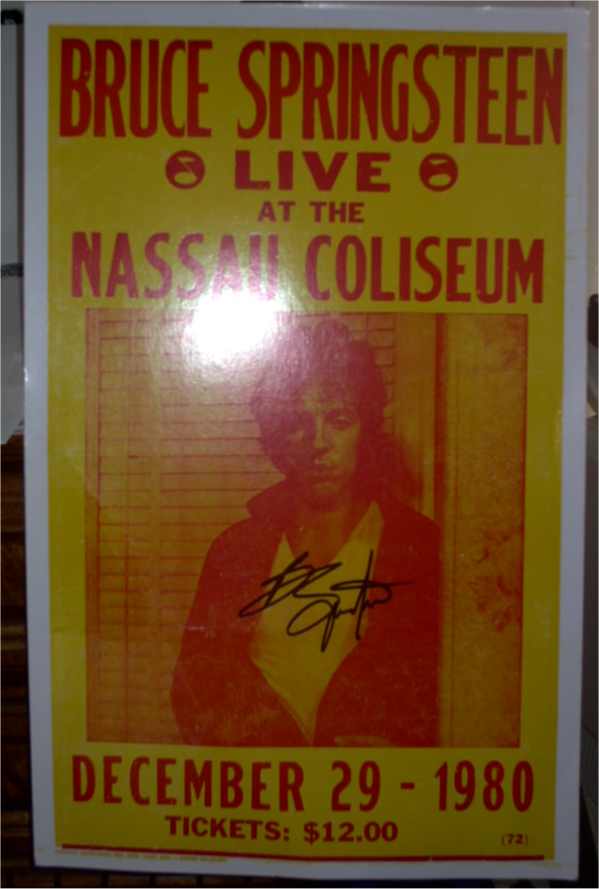 BRUCE SPRINGSTEEN
LIVE
AT THE
NASSAU COLISEUM
DECEMBER 29 - 1980
TICKETS: $12.00
(72)